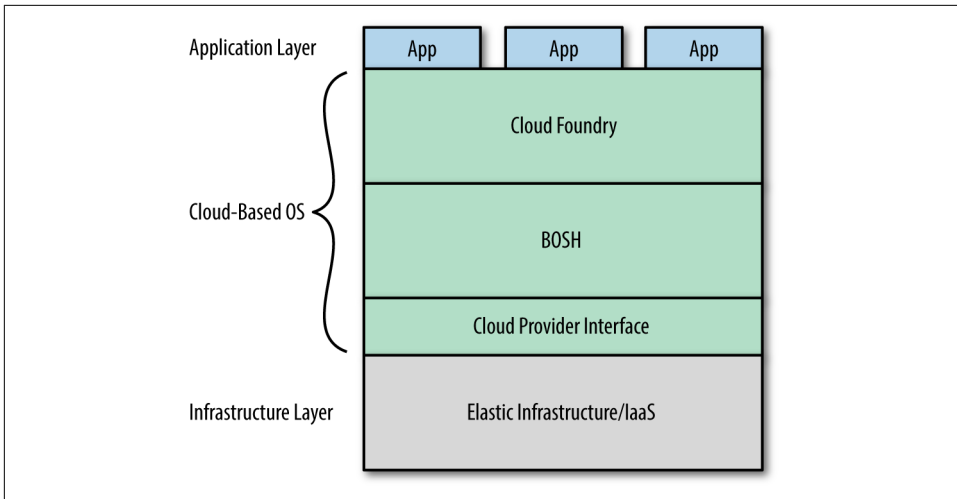 Application Layer
App
App
App
Cloud Foundry
Cloud-Based OS
BOSH
Cloud Provider Interface
Infrastructure Layer
Elastic Infrastructure/IaaS